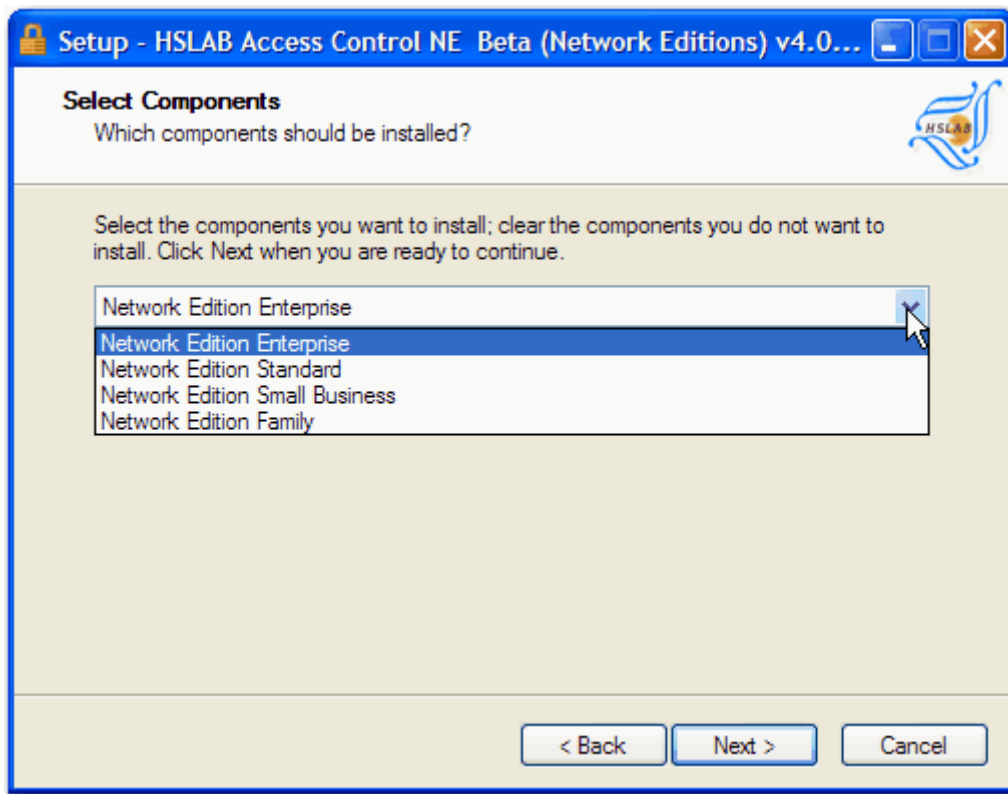 Setup - HSLAB Access Control NE Beta (Network Editions) v4.0...
Select Components
Which components should be installed?
HSLAB
Select the components you want to install; clear the components you do not want to
install. Click Next when you are ready to continue.
Network Edition Enterprise
Network Edition Enterprise
Network Edition Standard
Network Edition Small Business
Network Edition Family
< Back
Next >
Cancel